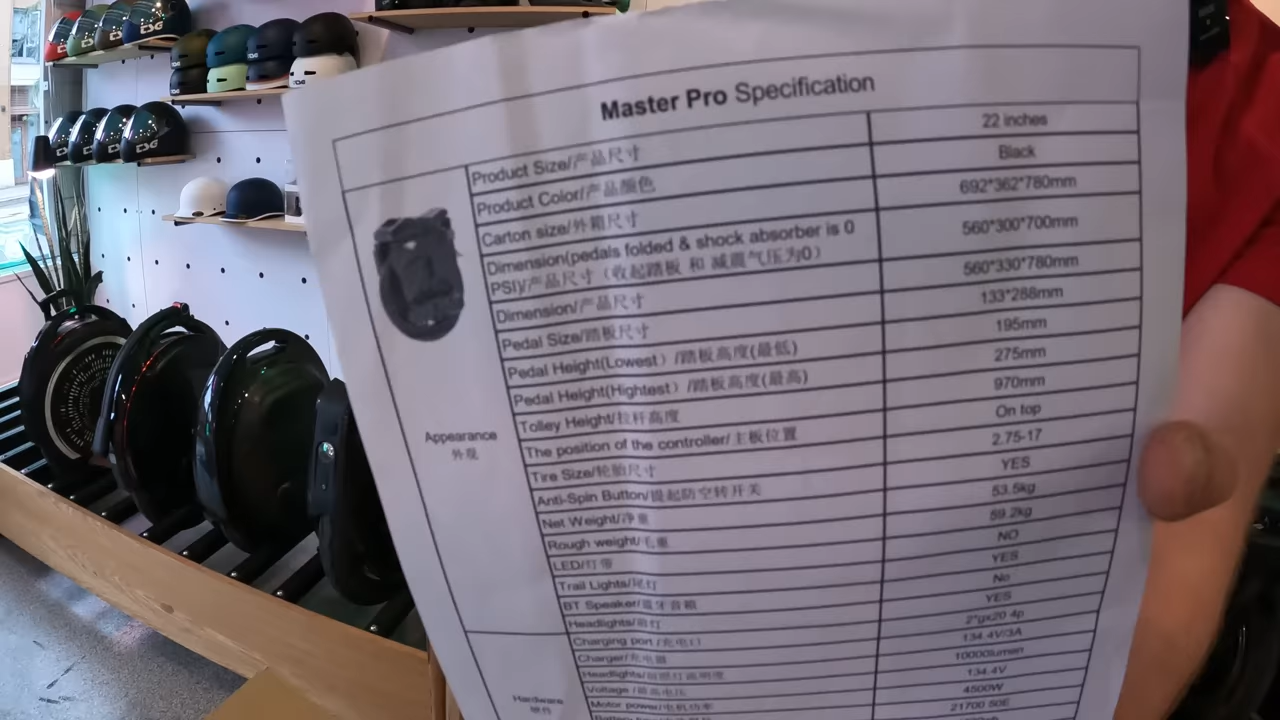 Master Pro Specification
Product Size/产品尺寸 22 inches
Product Color/产品颜色 Black
Carton size/外箱尺寸 692*362*780mm
Dimension(pedals folded & shock absorber is 0 PSI)/产品尺寸（收起踏板 和 减震气压为0） 560*300*700mm
Dimension/产品尺寸 560*330*780mm
Pedal Size/踏板尺寸 133*288mm
Pedal Height(Lowest）/踏板高度(最低) 195mm
Pedal Height(Hightest）/踏板高度(最高) 275mm
Tolley Height/拉杆高度 970mm
The position of the controller/主板位置 On top
Tire Size/轮胎尺寸 2.75-17
Anti-Spin Button/提起防空转开关 YES
Net Weight/净重 53.5kg
Rough weight/毛重 59.2kg
LED/灯带 NO
Trail Lights/尾灯 YES
BT Speaker/蓝牙音箱 No
Headlights/前灯 YES
Appearance
外观
Charging port /充电口 2*gx20 4p
Charger/充电器 134.4V/3A
Headlights/ 10000lumen
Voltage /最高电压 134.4V
Motor power/电机功率 4500W
21700 50E
Hardware
硬件